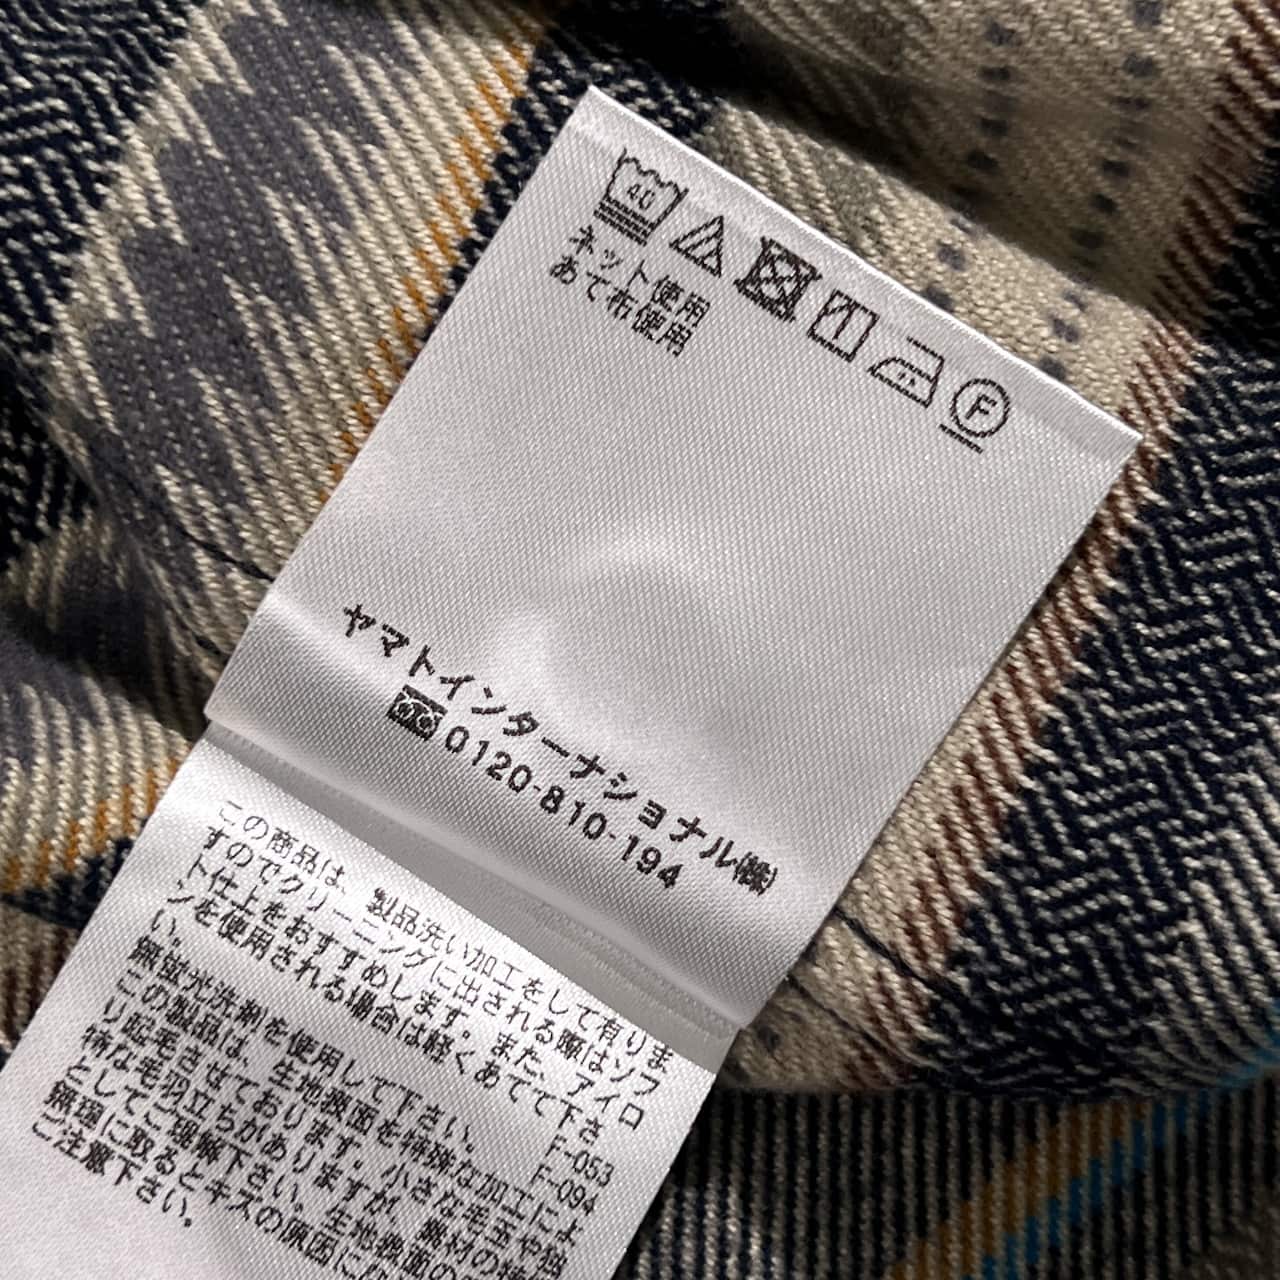 40
F
ネット使用
あて布使用
ヤマトインターナショナル㈱
0120-810-194
この商品は、製品洗い加工をして有りま
すのでクリーニングに出される際はソフ
ト仕上をおすすめします。また、アイロ
ンを使用される場合は軽くあてて下さ
い。 F-053
無蛍光洗剤を使用して下さい。 F-094
この製品は、生地換面を特殊な加工によ
り起毛させております。小さな毛玉や独
特な毛羽立ちがありますが、素材の特
としてご理解下さい。生地換面の
無理に取るとキズの原因に
ご注意下さい。